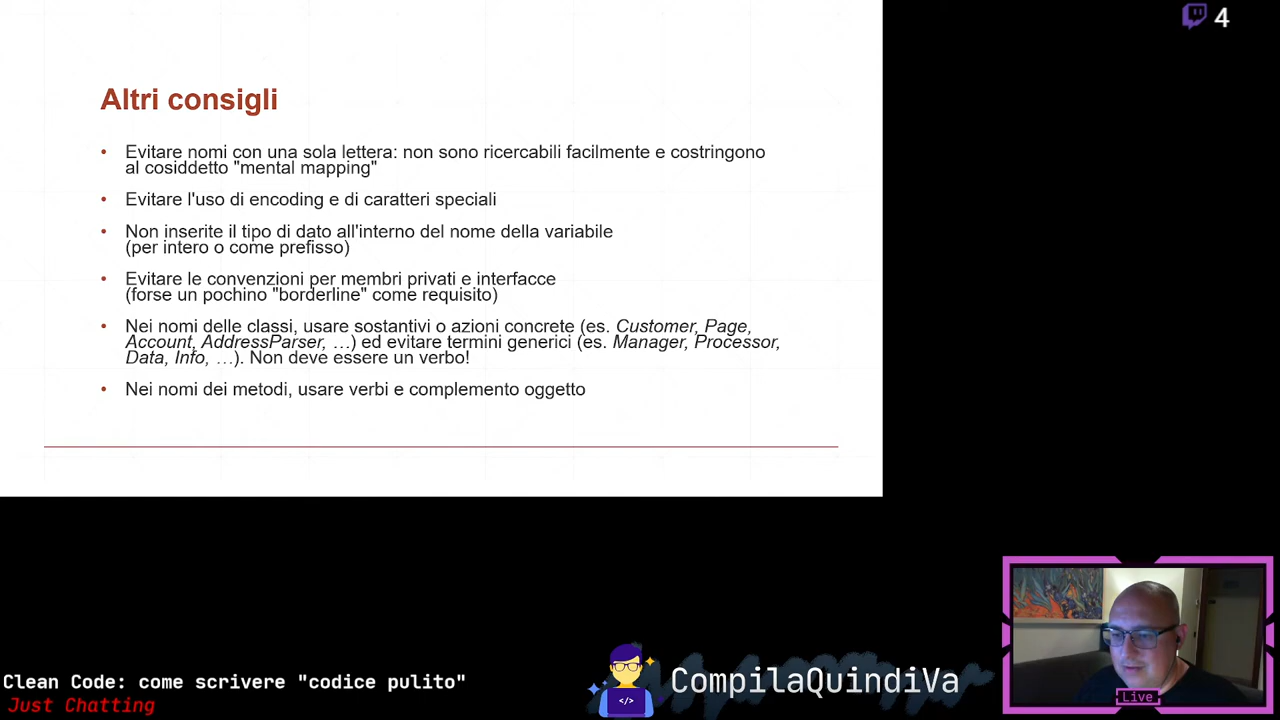 4
Altri consigli
• Evitare nomi con una sola lettera: non sono ricercabili facilmente e costringono
al cosiddetto "mental mapping"
• Evitare l'uso di encoding e di caratteri speciali
• Non inserite il tipo di dato all'interno del nome della variabile
(per intero o come prefisso)
• Evitare le convenzioni per membri privati e interfacce
(forse un pochino "borderline" come requisito)
• Nei nomi delle classi, usare sostantivi o azioni concrete (es. Customer, Page,
Account, AddressParser, …) ed evitare termini generici (es. Manager, Processor,
Data, Info, …). Non deve essere un verbo!
• Nei nomi dei metodi, usare verbi e complemento oggetto
Clean Code: come scrivere "codice pulito"
Just Chatting
</>
CompilaQuindiVa
Live